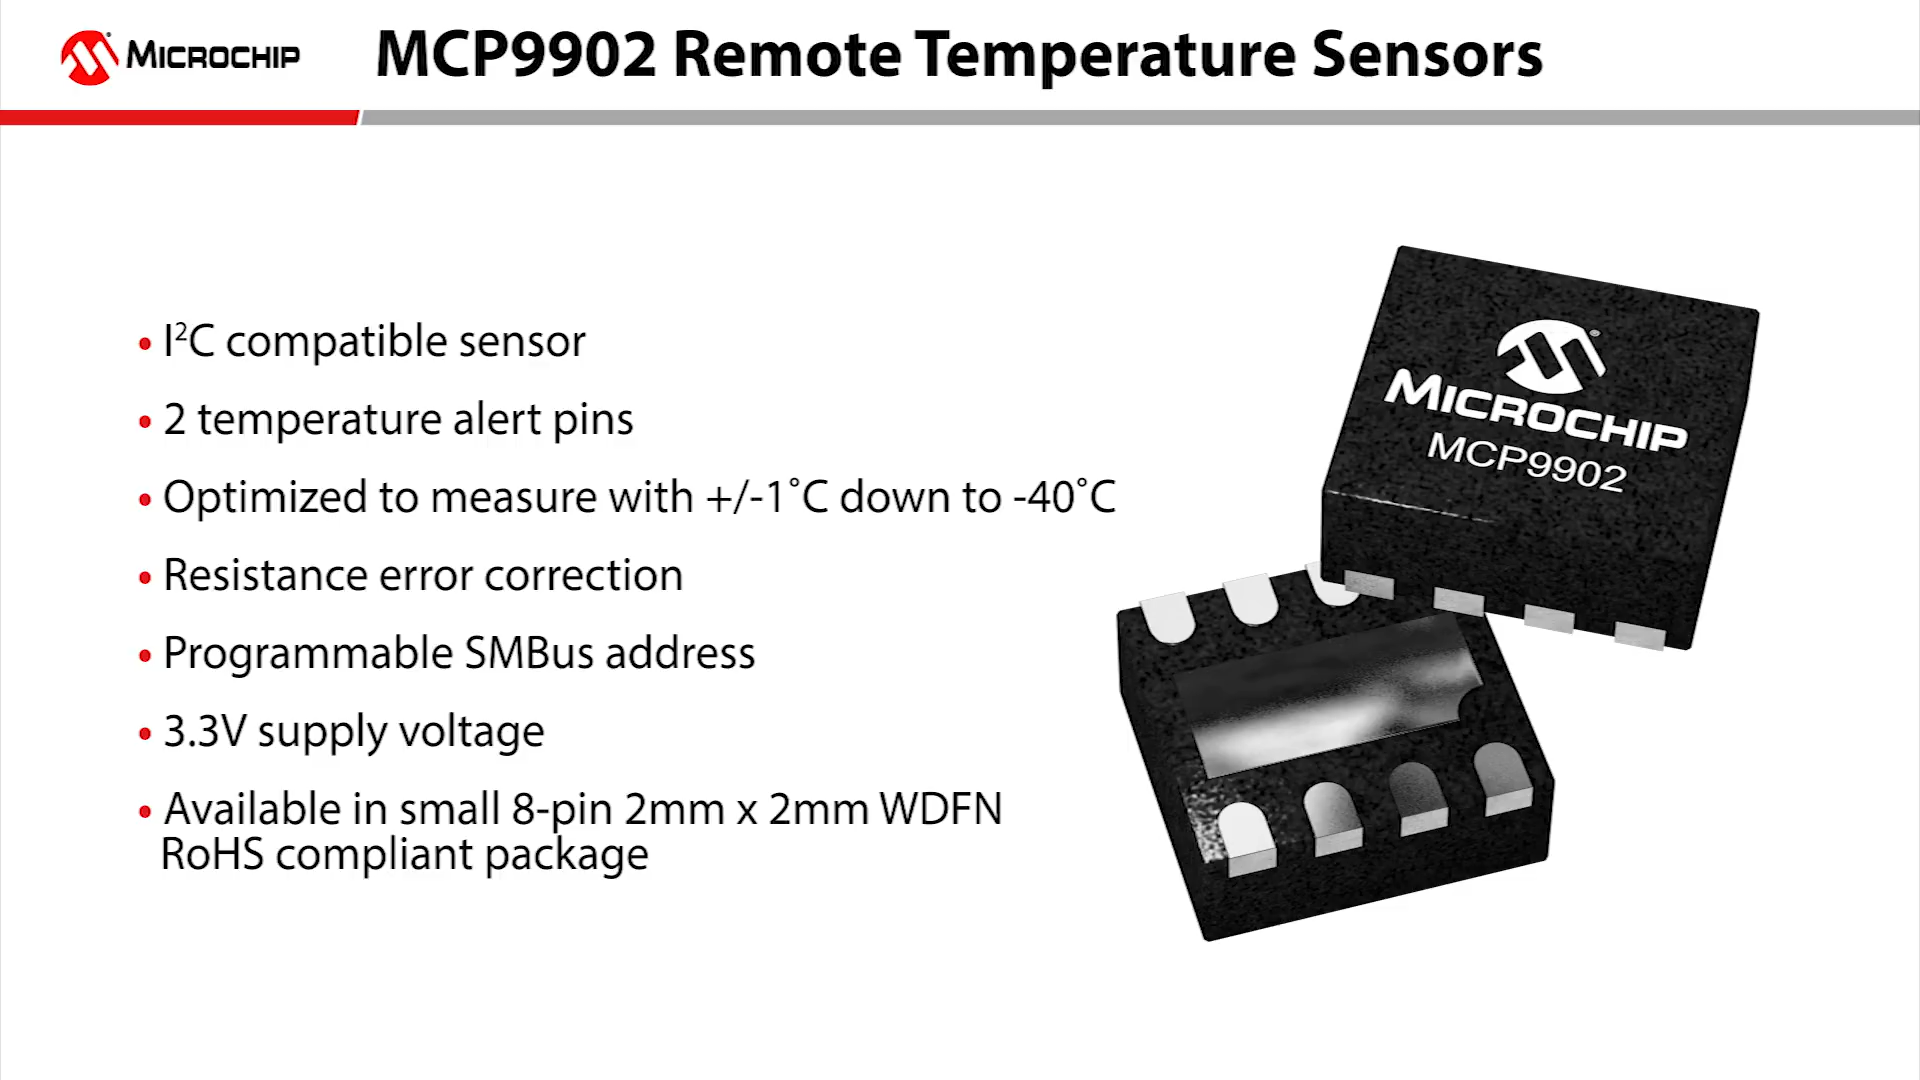 MICROCHIP
MCP9902 Remote Temperature Sensors
• I²C compatible sensor
• 2 temperature alert pins
• Optimized to measure with +/-1˚C down to -40˚C
• Resistance error correction
• Programmable SMBus address
• 3.3V supply voltage
• Available in small 8-pin 2mm x 2mm WDFN
RoHS compliant package
MICROCHIP
MCP9902